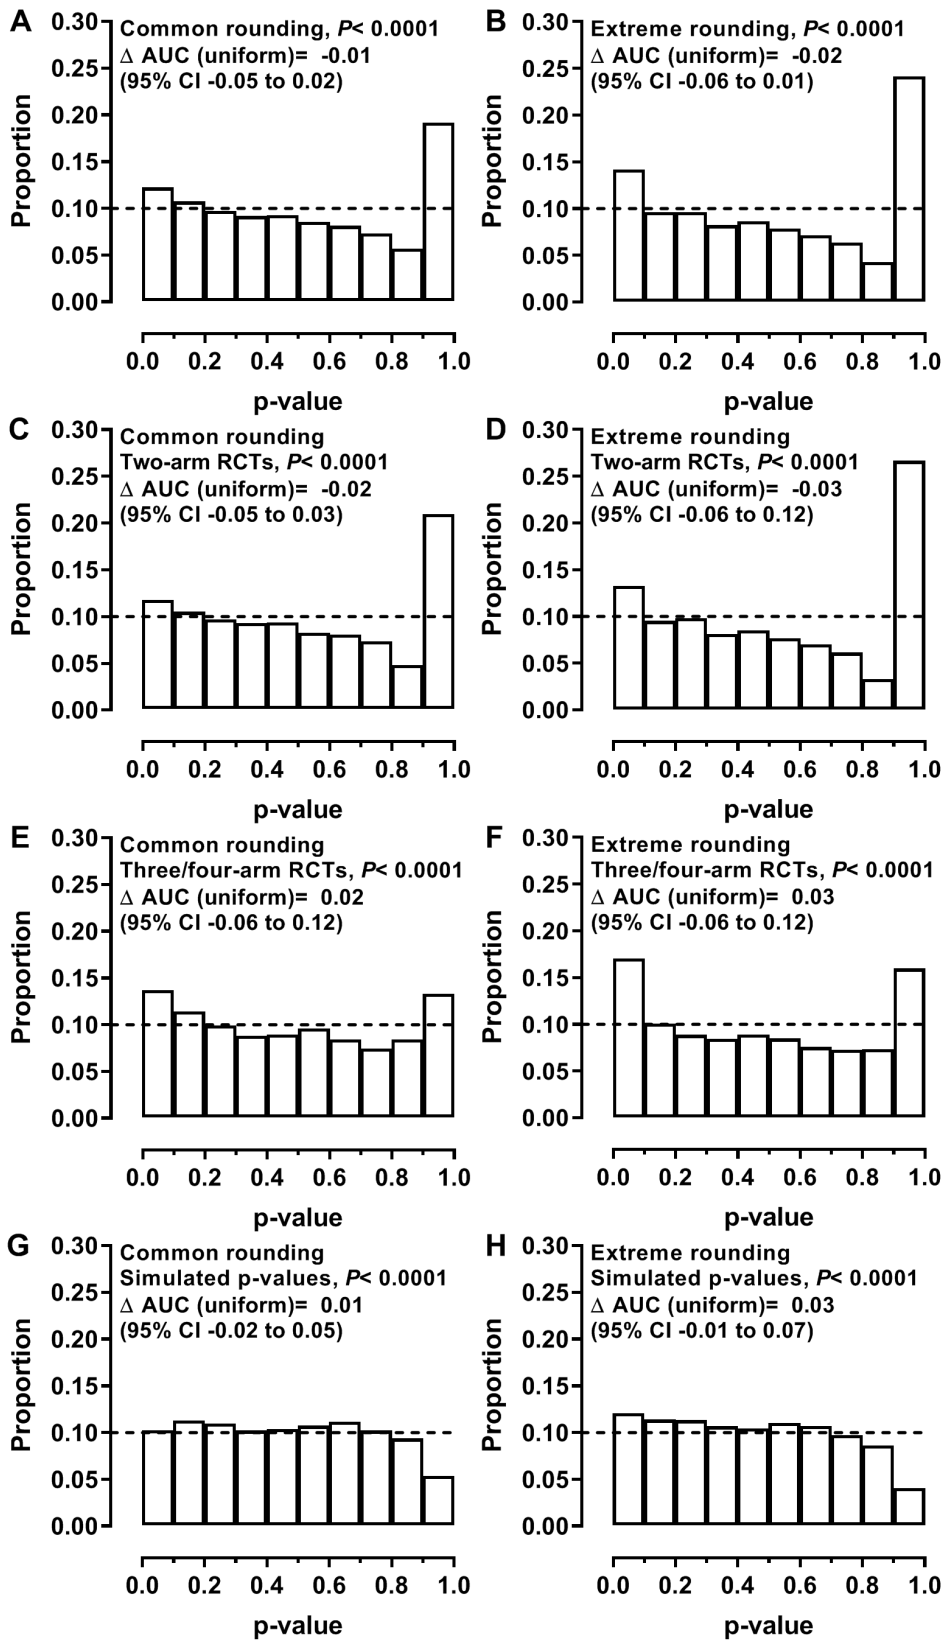 A
Common rounding, P< 0.0001
Δ AUC (uniform)= -0.01
(95% CI -0.05 to 0.02)
Proportion
0.30
0.25
0.20
0.15
0.10
0.05
0.00
0.0 0.2 0.4 0.6 0.8 1.0
p-value
B
Extreme rounding, P< 0.0001
Δ AUC (uniform)= -0.02
(95% CI -0.06 to 0.01)
Proportion
0.30
0.25
0.20
0.15
0.10
0.05
0.00
0.0 0.2 0.4 0.6 0.8 1.0
p-value
C
Common rounding
Two-arm RCTs, P< 0.0001
Δ AUC (uniform)= -0.02
(95% CI -0.05 to 0.03)
Proportion
0.30
0.25
0.20
0.15
0.10
0.05
0.00
0.0 0.2 0.4 0.6 0.8 1.0
p-value
D
Extreme rounding
Two-arm RCTs, P< 0.0001
Δ AUC (uniform)= -0.03
(95% CI -0.06 to 0.12)
Proportion
0.30
0.25
0.20
0.15
0.10
0.05
0.00
0.0 0.2 0.4 0.6 0.8 1.0
p-value
E
Common rounding
Three/four-arm RCTs, P< 0.0001
Δ AUC (uniform)= 0.02
(95% CI -0.06 to 0.12)
Proportion
0.30
0.25
0.20
0.15
0.10
0.05
0.00
0.0 0.2 0.4 0.6 0.8 1.0
p-value
F
Extreme rounding
Three/four-arm RCTs, P< 0.0001
Δ AUC (uniform)= 0.03
(95% CI -0.06 to 0.12)
Proportion
0.30
0.25
0.20
0.15
0.10
0.05
0.00
0.0 0.2 0.4 0.6 0.8 1.0
p-value
G
Common rounding
Simulated p-values, P< 0.0001
Δ AUC (uniform)= 0.01
(95% CI -0.02 to 0.05)
Proportion
0.30
0.25
0.20
0.15
0.10
0.05
0.00
0.0 0.2 0.4 0.6 0.8 1.0
p-value
H
Extreme rounding
Simulated p-values, P< 0.0001
Δ AUC (uniform)= 0.03
(95% CI -0.01 to 0.07)
Proportion
0.30
0.25
0.20
0.15
0.10
0.05
0.00
0.0 0.2 0.4 0.6 0.8 1.0
p-value